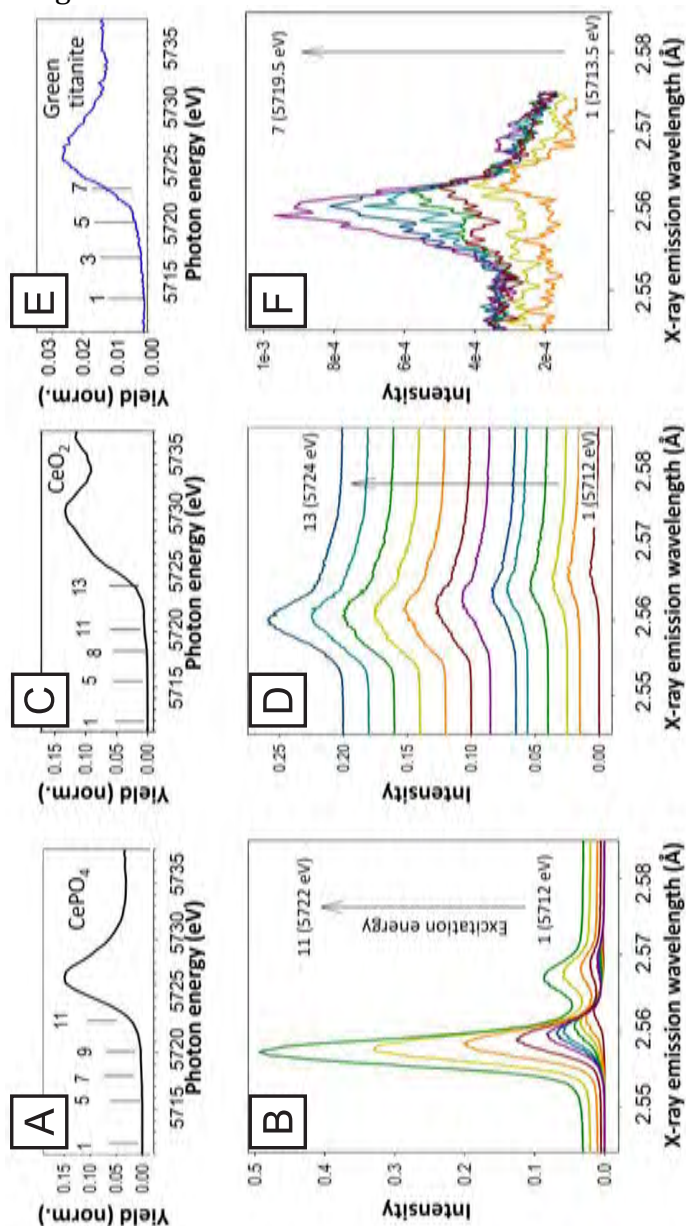 A
CePO₄
Yield (norm.)
0.15
0.10
0.05
0.00
1
5
7
9
11
5715 5720 5725 5730 5735
Photon energy (eV)
B
Intensity
0.5
0.4
0.3
0.2
0.1
0.0
11 (5722 eV)
Excitation energy
1 (5712 eV)
2.55 2.56 2.57 2.58
X-ray emission wavelength (Å)
C
CeO₂
Yield (norm.)
0.15
0.10
0.05
0.00
1
5
8
11
13
5715 5720 5725 5730 5735
Photon energy (eV)
D
Intensity
0.25
0.20
0.15
0.10
0.05
0.00
13 (5724 eV)
1 (5712 eV)
2.55 2.56 2.57 2.58
X-ray emission wavelength (Å)
E
Green
titanite
Yield (norm.)
0.03
0.02
0.01
0.00
1
3
5
7
5715 5720 5725 5730 5735
Photon energy (eV)
F
Intensity
1e-3
8e-4
6e-4
4e-4
2e-4
7 (5719.5 eV)
1 (5713.5 eV)
2.55 2.56 2.57 2.58
X-ray emission wavelength (Å)